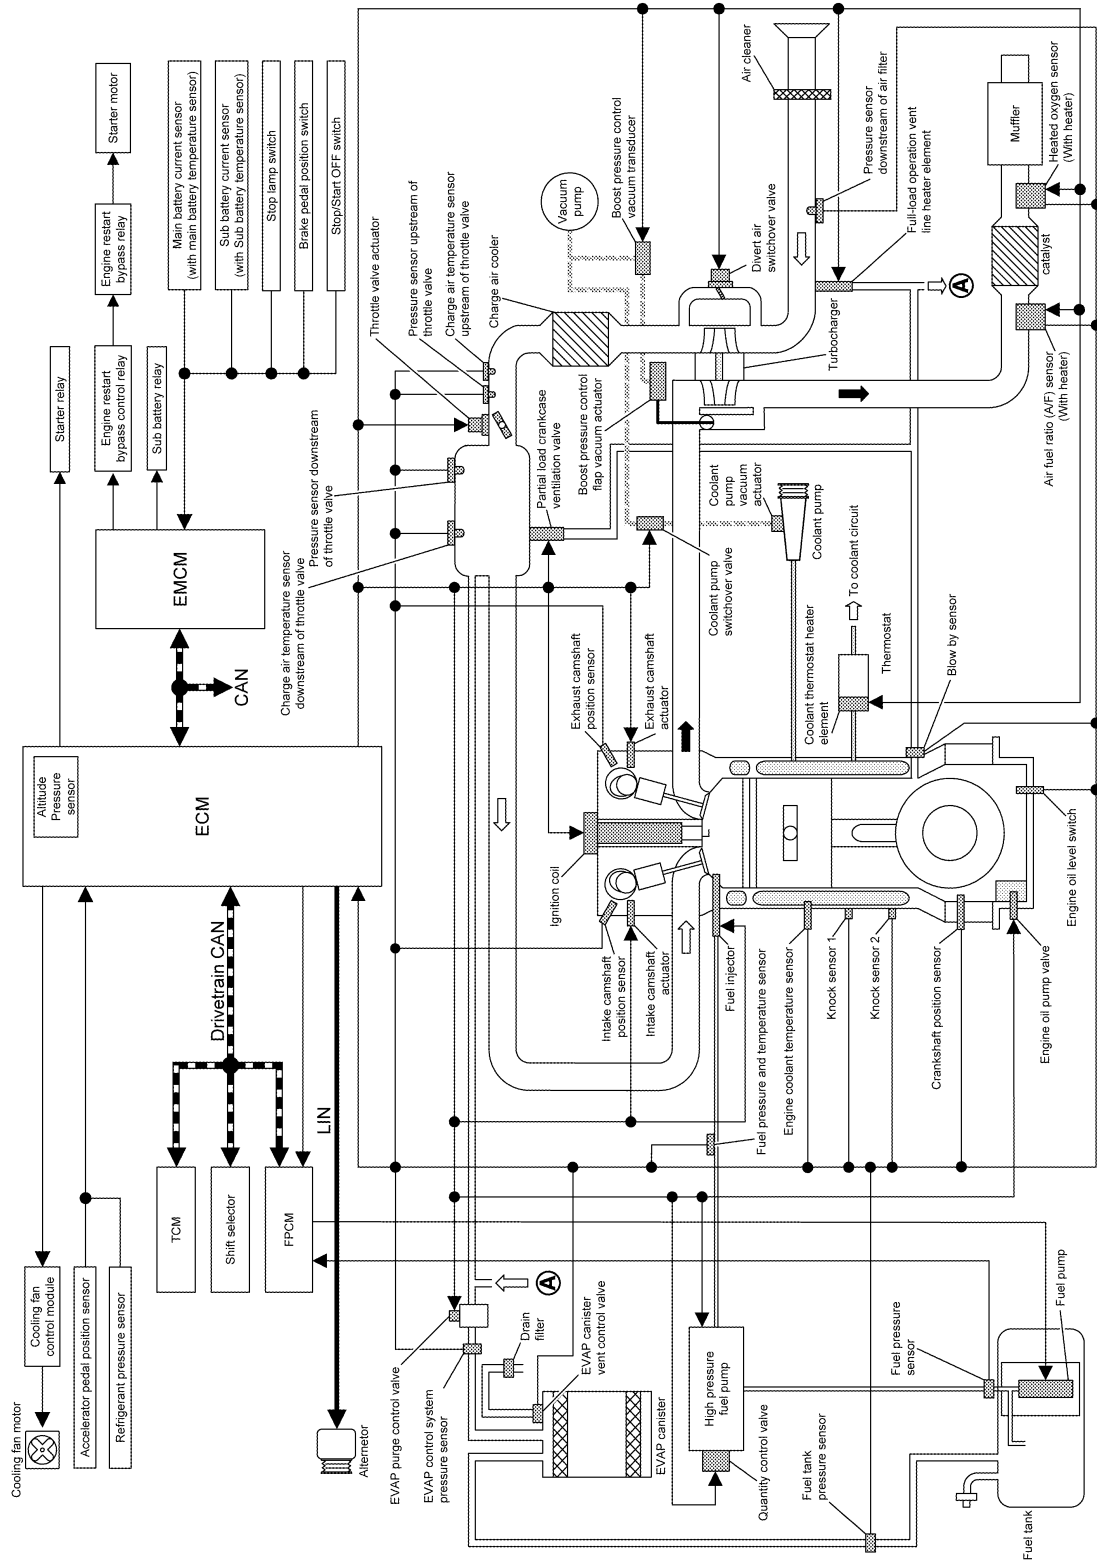 Cooling fan motor
Cooling fan
control module
Accelerator pedal position sensor
Refrigerant pressure sensor
TCM
Shift selector
FPCM
Alternetor
LIN
Drivetrain CAN
Altitude
Pressure
sensor
ECM
CAN
EMCM
Starter relay
Engine restart
bypass control relay
Sub battery relay
Engine restart
bypass relay
Starter motor
Main battery current sensor
(with main battery temperature sensor)
Sub battery current sensor
(with Sub battery temperature sensor)
Stop lamp switch
Brake pedal position switch
Stop/Start OFF switch
Charge air temperature sensor
downstream of throttle valve
Pressure sensor downstream
of throttle valve
Throttle valve actuator
Pressure sensor upstream of
throttle valve
Charge air temperature sensor
upstream of throttle valve
Charge air cooler
Vacuum
pump
Boost pressure control
vacuum transducer
Divert air
switchover valve
Air cleaner
Pressure sensor
downstream of air filter
Full-load operation vent
line heater element
A
Muffler
Heated oxygen sensor
(With heater)
catalyst
Air fuel ratio (A/F) sensor
(With heater)
Turbocharger
Boost pressure control
flap vacuum actuator
Partial load crankcase
ventilation valve
Coolant
pump
vacuum
actuator
Coolant pump
Coolant pump
switchover valve
To coolant circuit
Thermostat
Coolant thermostat heater
element
Blow by sensor
Exhaust camshaft
position sensor
Exhaust camshaft
actuator
Ignition coil
Intake camshaft
position sensor
Intake camshaft
actuator
Fuel injector
Fuel pressure and temperature sensor
Engine coolant temperature sensor
Knock sensor 1
Knock sensor 2
Crankshaft position sensor
Engine oil pump valve
Engine oil level switch
A
EVAP purge control valve
EVAP control system
pressure sensor
Drain
filter
EVAP canister
vent control valve
EVAP canister
High pressure
fuel pump
Quantity control valve
Fuel tank
pressure sensor
Fuel pressure
sensor
Fuel pump
Fuel tank